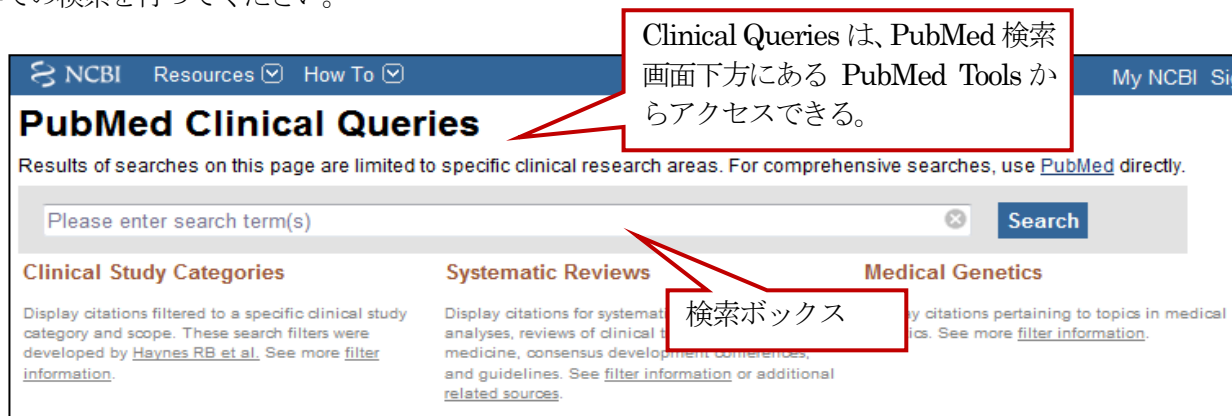 ての検索を行ってください。
Clinical Queries は、PubMed 検索
画面下方にある PubMed Tools か
らアクセスできる。
NCBI Resources How To My NCBI
PubMed Clinical Queries
Results of searches on this page are limited to specific clinical research areas. For comprehensive searches, use PubMed directly.
Please enter search term(s) Search
Clinical Study Categories
Display citations filtered to a specific clinical study
category and scope. These search filters were
developed by Haynes RB et al. See more filter
information.
Systematic Reviews
Display citations for
analyses, reviews of clinical
medicine, consensus development conferences,
and guidelines. See filter information or additional
related sources.
検索ボックス
Medical Genetics
citations pertaining to topics in medical
See more filter information.